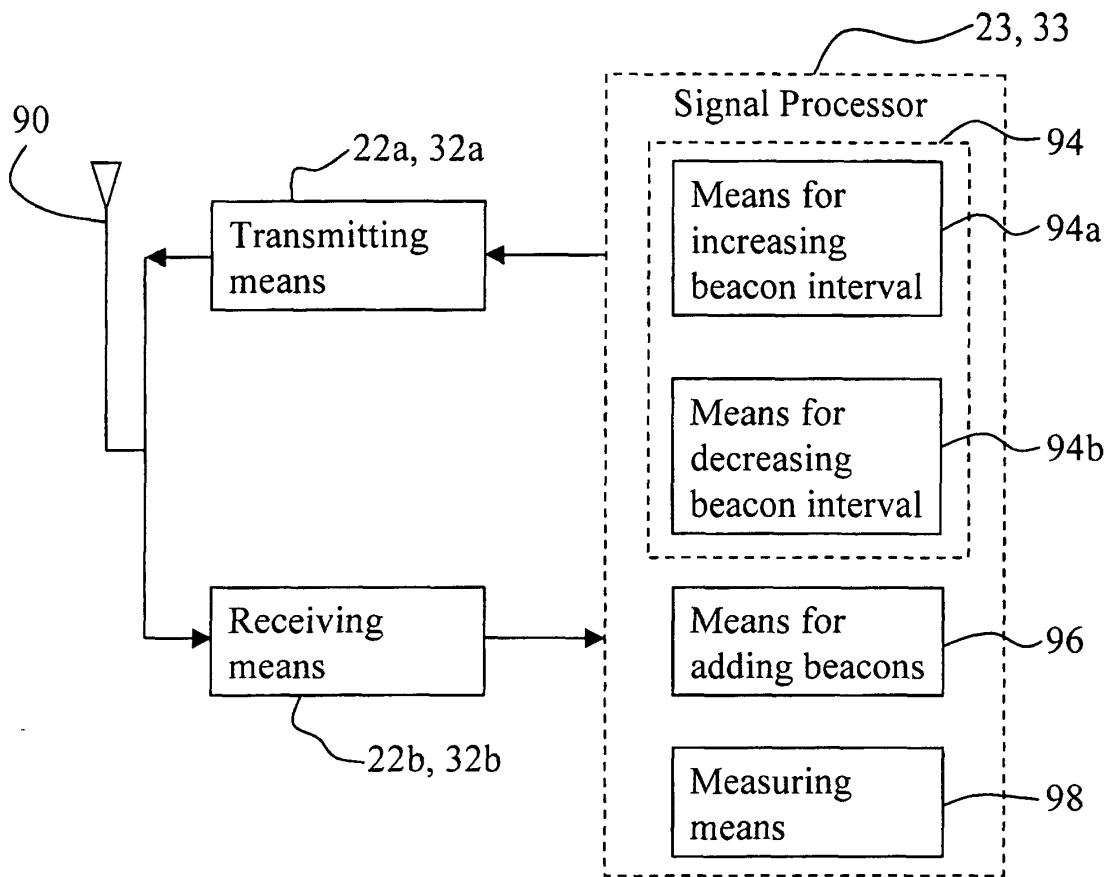 23, 33
Signal Processor
90
22a, 32a
94
Transmitting
means
Means for
increasing
beacon interval
94a
Means for
decreasing
beacon interval
94b
Receiving
means
22b, 32b
Means for
adding beacons
96
Measuring
means
98